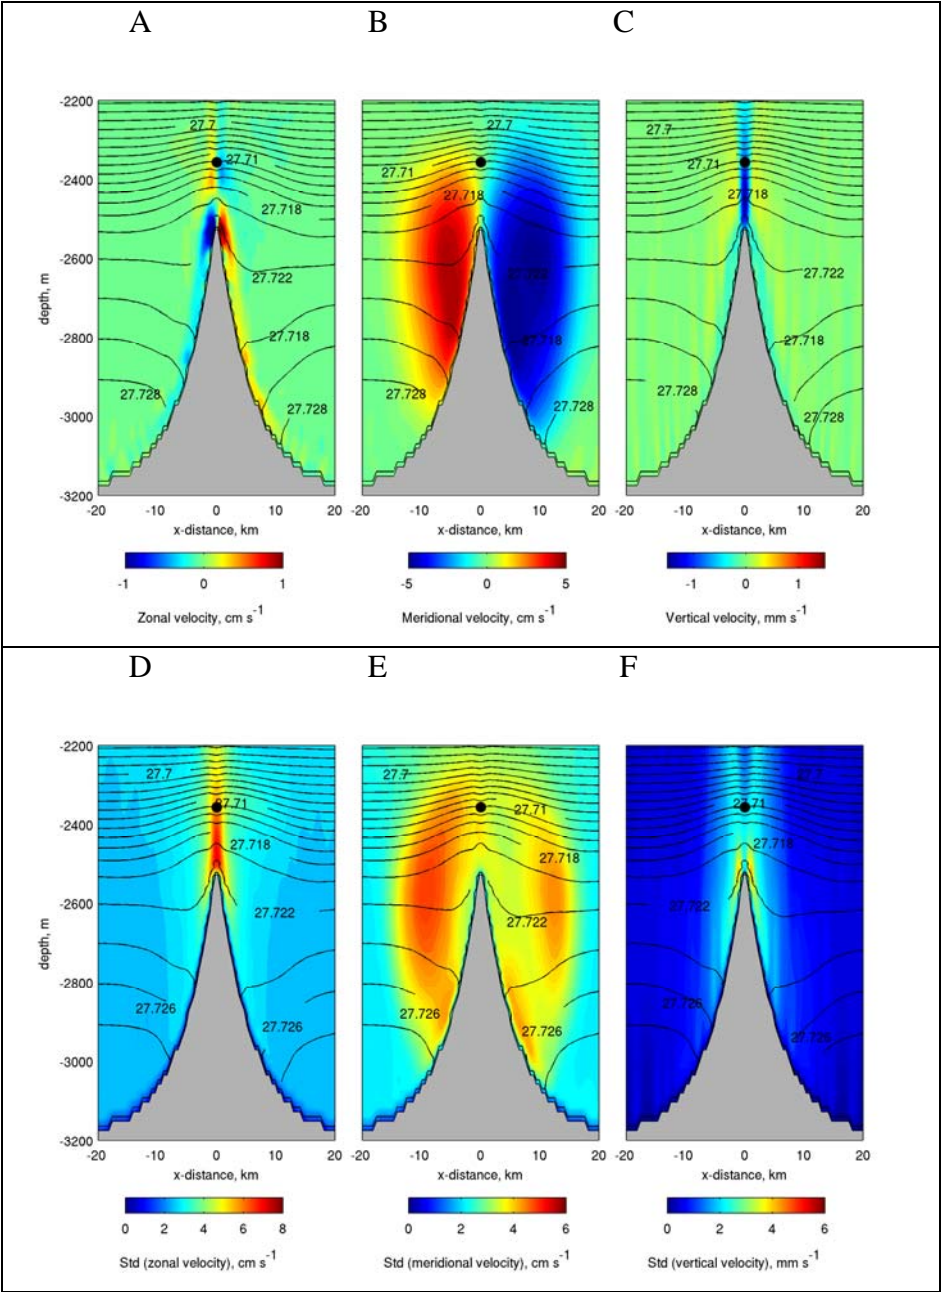 A B C
-2200
-2400
-2600
-2800
-3000
-3200
depth, m
27.7
27.71
27.718
27.722
27.718
27.728
27.728
-20 -10 0 10 20
x-distance, km
-1 0 1
Zonal velocity, cm s-1
27.7
27.71
27.718
27.718
27.728
27.728
-20 -10 0 10 20
x-distance, km
-5 0 5
Meridional velocity, cm s-1
27.7
27.71
27.718
27.722
27.718
27.728
27.728
-20 -10 0 10 20
x-distance, km
-1 0 1
Vertical velocity, mm s-1
D E F
-2200
-2400
-2600
-2800
-3000
-3200
depth, m
27.7
27.71
27.718
27.722
27.726
27.726
-20 -10 0 10 20
x-distance, km
0 2 4 6 8
Std (zonal velocity), cm s-1
27.7
27.71
27.718
27.722
27.726
27.726
-20 -10 0 10 20
x-distance, km
0 2 4 6
Std (meridional velocity), cm s-1
27.7
27.71
27.718
27.722
27.726
27.726
-20 -10 0 10 20
x-distance, km
0 2 4 6
Std (vertical velocity), mm s-1